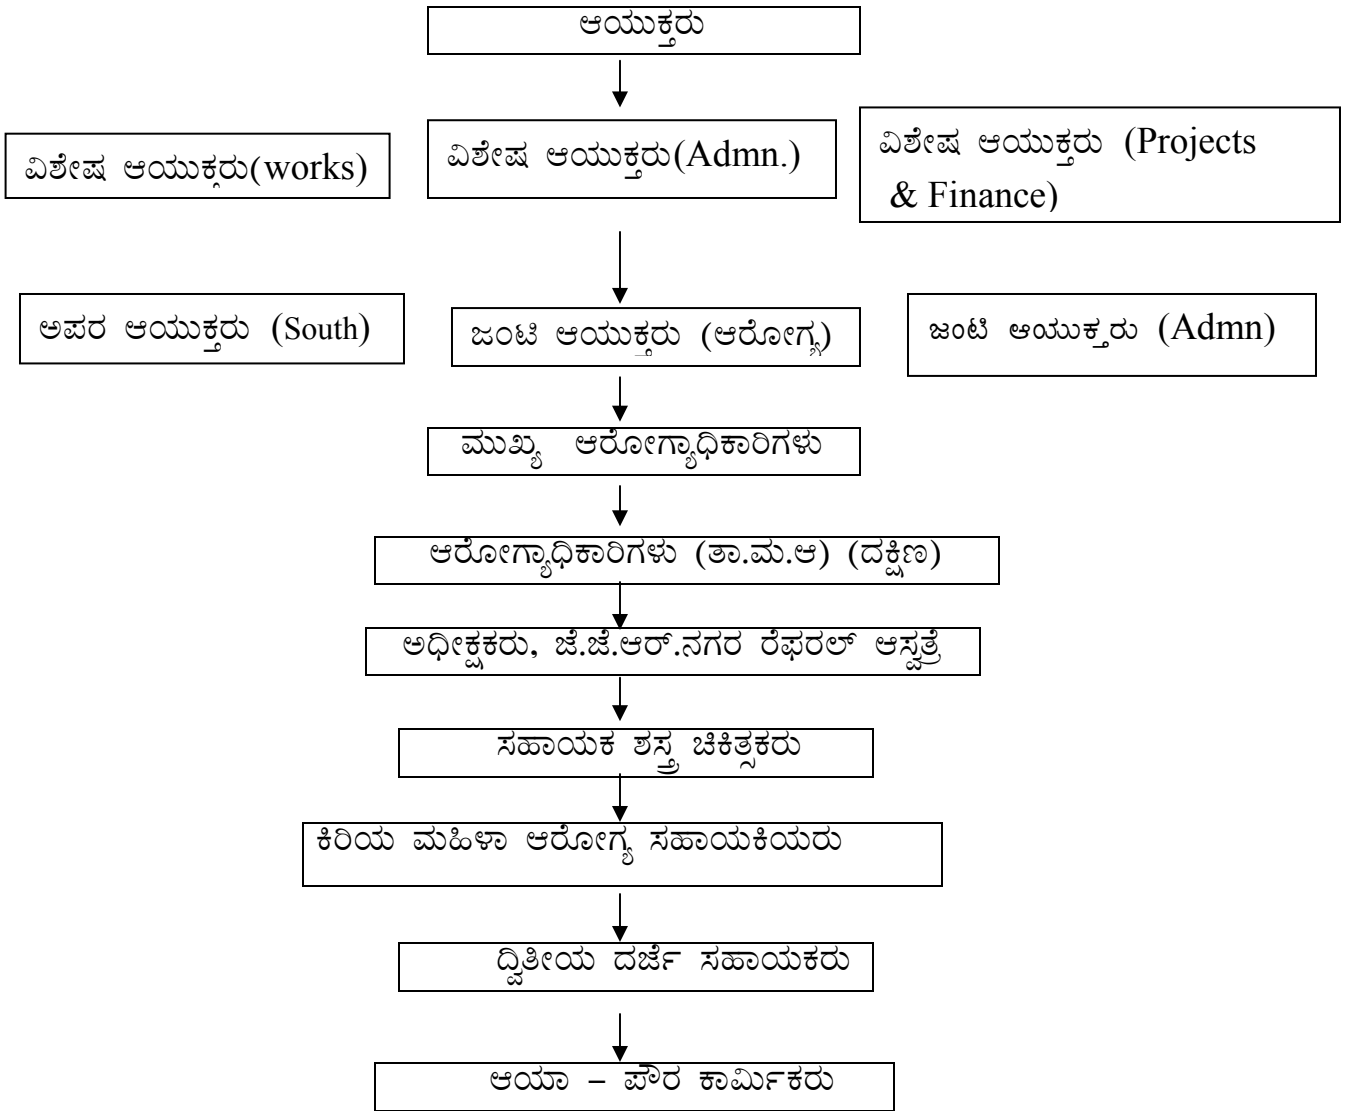 ಆಯುಕ್ತರು
ವಿಶೇಷ ಆಯುಕ್ತರು(works)
ವಿಶೇಷ ಆಯುಕ್ತರು(Admn.)
ವಿಶೇಷ ಆಯುಕ್ತರು (Projects
& Finance)
ಅಪರ ಆಯುಕ್ತರು (South)
ಜಂಟಿ ಆಯುಕ್ತರು (ಆರೋಗ್ಯ)
ಜಂಟಿ ಆಯುಕ್ತರು (Admn)
ಮುಖ್ಯ ಆರೋಗ್ಯಾಧಿಕಾರಿಗಳು
ಆರೋಗ್ಯಾಧಿಕಾರಿಗಳು (ತಾ.ಮ.ಆ) (ದಕ್ಷಿಣ)
ಅಧೀಕ್ಷಕರು, ಜೆ.ಜೆ.ಆರ್.ನಗರ ರೆಫರಲ್ ಆಸ್ಪತ್ರೆ
ಸಹಾಯಕ ಶಸ್ತ್ರ ಚಿಕಿತ್ಸಕರು
ಕಿರಿಯ ಮಹಿಳಾ ಆರೋಗ್ಯ ಸಹಾಯಕಿಯರು
ದ್ವಿತೀಯ ದರ್ಜೆ ಸಹಾಯಕರು
ಆಯಾ – ಪೌರ ಕಾರ್ಮಿಕರು